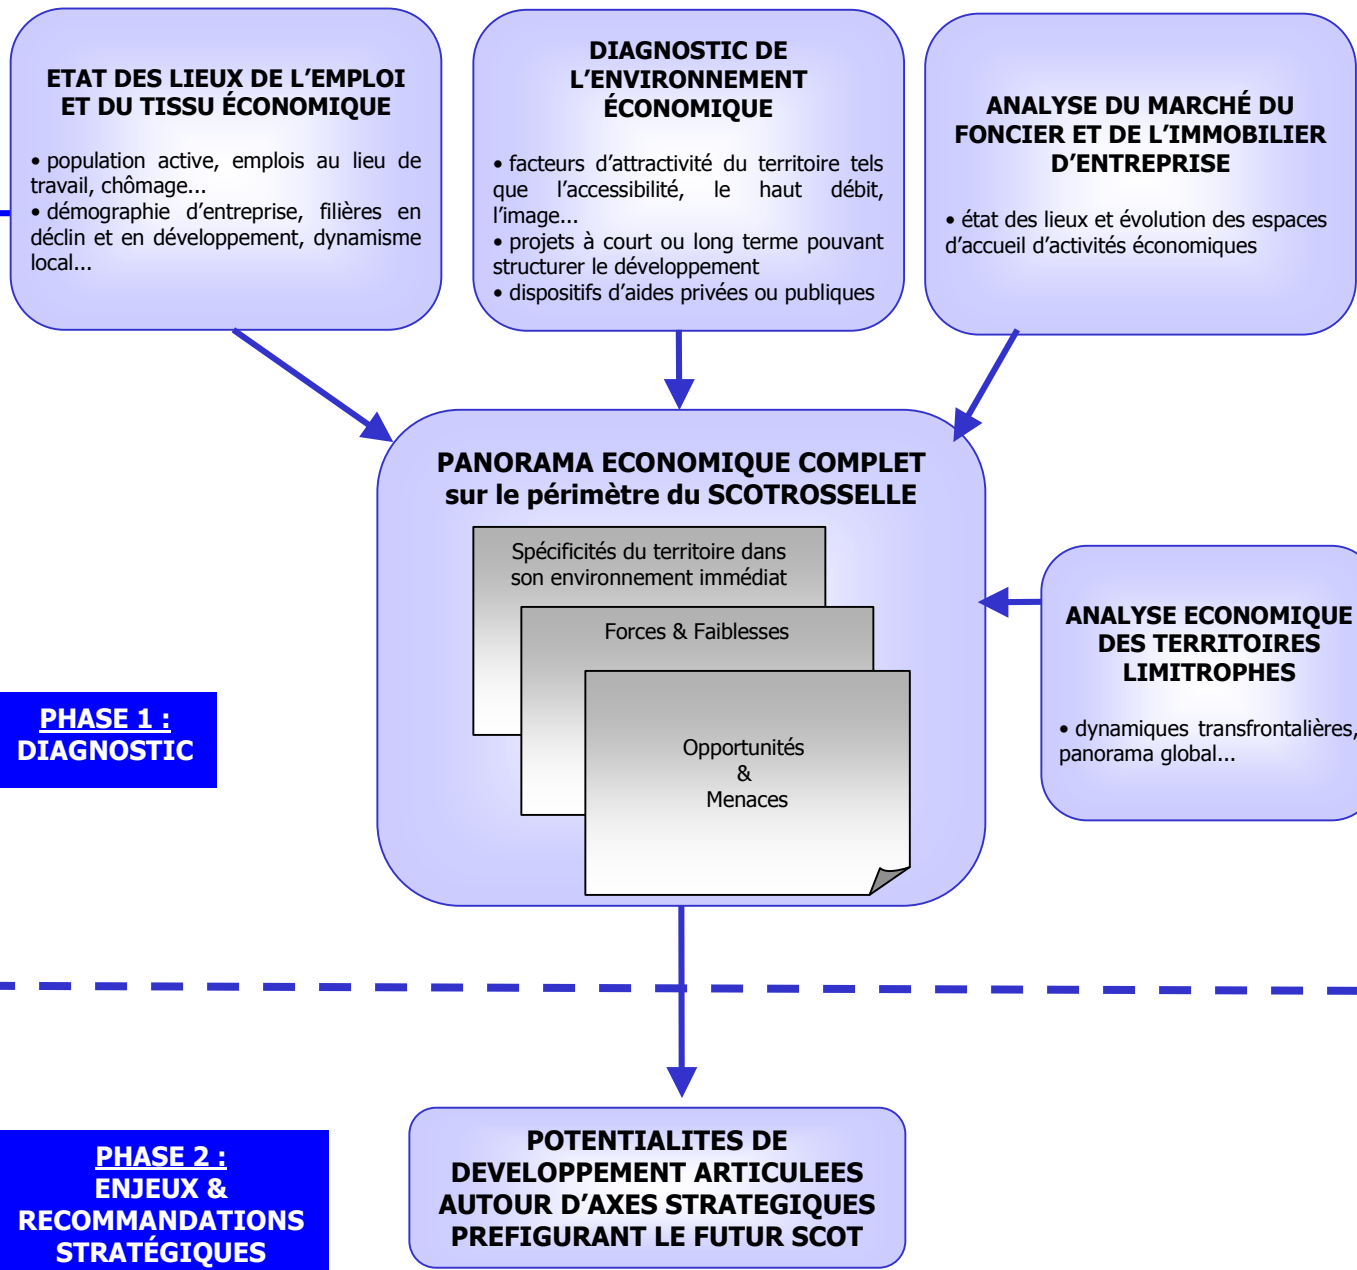 ETAT DES LIEUX DE L'EMPLOI
ET DU TISSU ÉCONOMIQUE
• population active, emplois au lieu de
travail, chômage...
• démographie d'entreprise, filières en
déclin et en développement, dynamisme
local...
DIAGNOSTIC DE
L'ENVIRONNEMENT
ÉCONOMIQUE
• facteurs d'attractivité du territoire tels
que l'accessibilité, le haut débit,
l'image...
• projets à court ou long terme pouvant
structurer le développement
• dispositifs d'aides privées ou publiques
ANALYSE DU MARCHÉ DU
FONCIER ET DE L'IMMOBILIER
D'ENTREPRISE
• état des lieux et évolution des espaces
d'accueil d'activités économiques
PANORAMA ECONOMIQUE COMPLET
sur le périmètre du SCOTROSSELLE
Spécificités du territoire dans
son environnement immédiat
Forces & Faiblesses
Opportunités
&
Menaces
ANALYSE ECONOMIQUE
DES TERRITOIRES
LIMITROPHES
• dynamiques transfrontalières,
panorama global...
PHASE 1 :
DIAGNOSTIC
PHASE 2 :
ENJEUX &
RECOMMANDATIONS
STRATÉGIQUES
POTENTIALITES DE
DEVELOPPEMENT ARTICULEES
AUTOUR D'AXES STRATEGIQUES
PREFIGURANT LE FUTUR SCOT